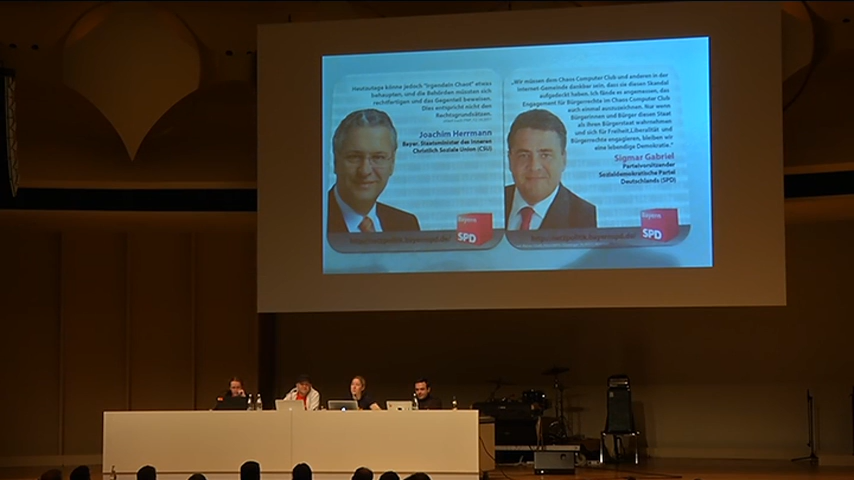 Heutzutage könne jedoch "irgendein Chaot" etwas
behaupten, und die Behörden müssten sich
rechtfertigen und das Gegenteil beweisen.
Dies entspricht nicht den
Rechtsgrundsätzen.
Joachim Herrmann
Bayer. Staatsminister des Inneren
Christlich Soziale Union (CSU)
Bayern
SPD
„Wir müssen dem Chaos Computer Club und anderen in der
Internet-Gemeinde dankbar sein, dass sie diesen Skandal
aufgedeckt haben. Ich fände es angemessen, das
Engagement für Bürgerrechte im Chaos Computer Club
auch einmal auszuzeichnen. Nur wenn
Bürgerinnen und Bürger diesen Staat
als ihren Bürgerstaat wahrnehmen
und sich für Freiheit, Liberalität und
Bürgerrechte engagieren, bleiben wir
eine lebendige Demokratie."
Sigmar Gabriel
Parteivorsitzender
Sozialdemokratische Partei
Deutschlands (SPD)
Bayern
SPD